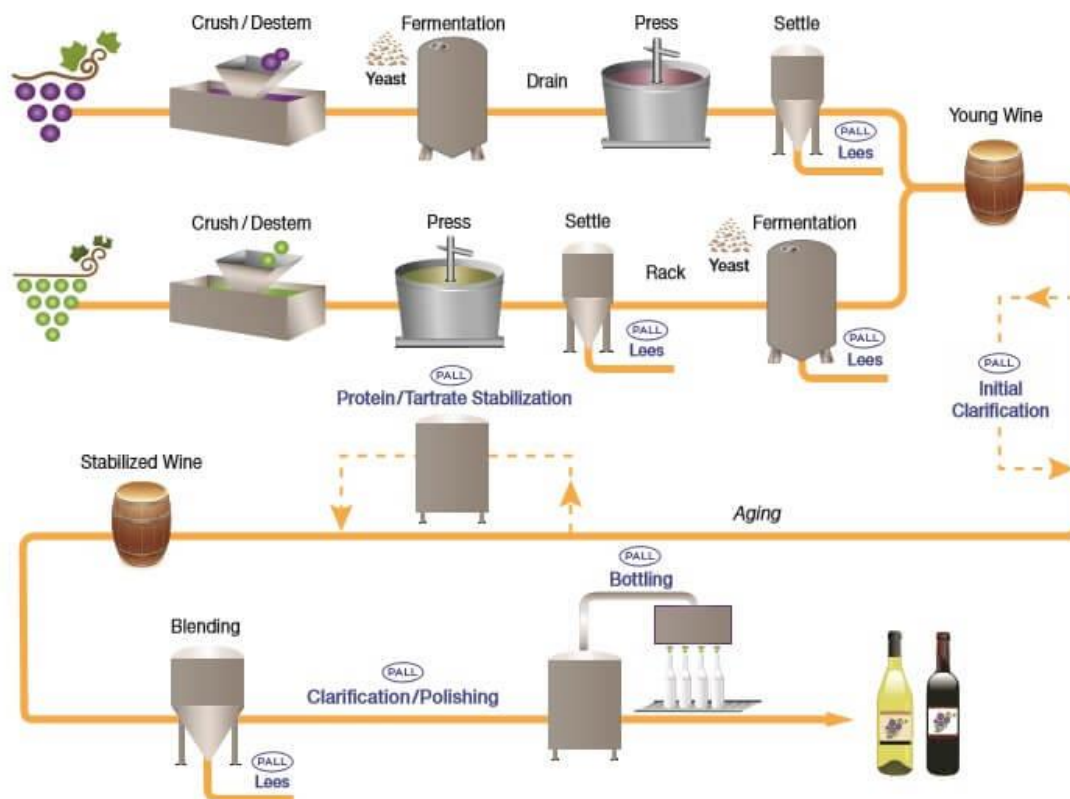 Crush / Destem
Fermentation
Press
Settle
Yeast
Drain
PALL
Lees
Young Wine
Crush / Destem
Press
Settle
Fermentation
Rack
Yeast
PALL
Lees
PALL
Lees
PALL
Initial
Clarification
PALL
Protein/Tartrate Stabilization
Stabilized Wine
Aging
PALL
Bottling
Blending
PALL
Clarification/Polishing
PALL
Lees